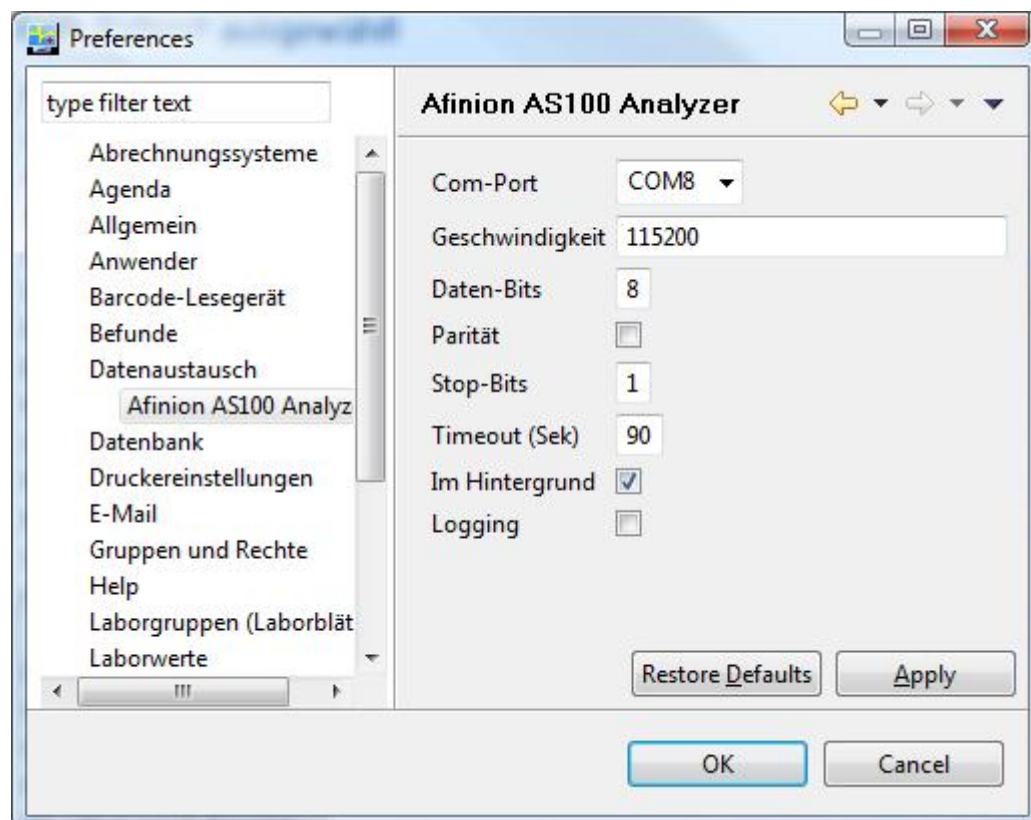 Preferences
type filter text
Abrechnungssysteme
Agenda
Allgemein
Anwender
Barcode-Lesegerät
Befunde
Datenaustausch
Afinion AS100 Analyz
Datenbank
Druckereinstellungen
E-Mail
Gruppen und Rechte
Help
Laborgruppen (Laborblät
Laborwerte
Afinion AS100 Analyzer
Com-Port COM8
Geschwindigkeit 115200
Daten-Bits 8
Parität
Stop-Bits 1
Timeout (Sek) 90
Im Hintergrund
Logging
Restore Defaults Apply
OK Cancel